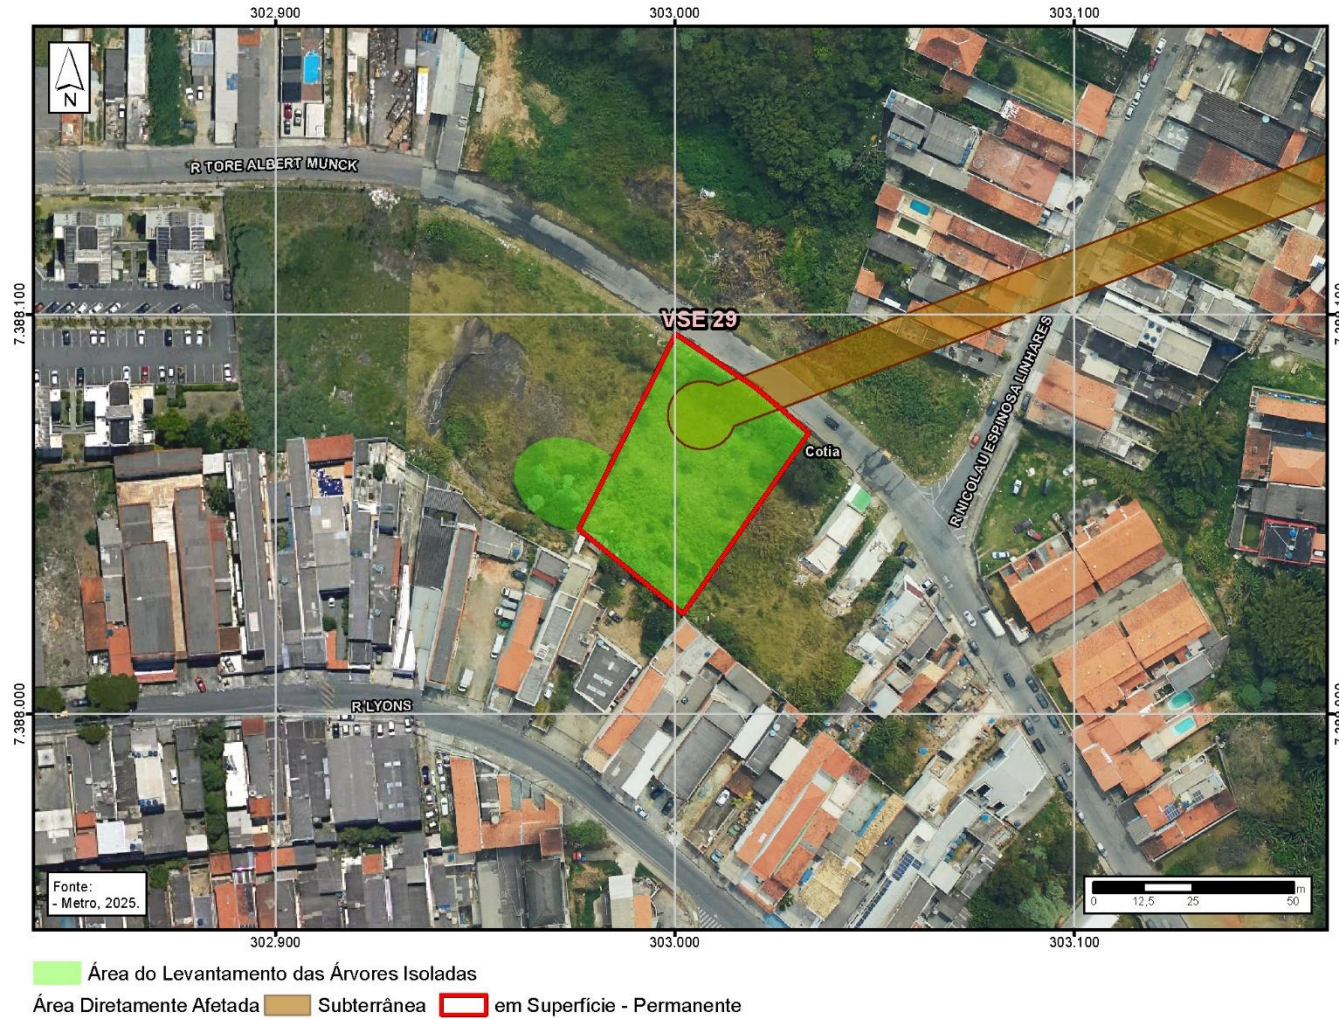 302.900 303.000 303.100
N
R TORE ALBERT MUNCK
7.388.100
VSE 29
R NICOLAU ESPINOSA LINHARES
Cotia
7.388.000
R LYONS
Fonte:
- Metro, 2025.
0 12,5 25 50 m
302.900 303.000 303.100
Área do Levantamento das Árvores Isoladas
Área Diretamente Afetada Subterrânea em Superfície - Permanente